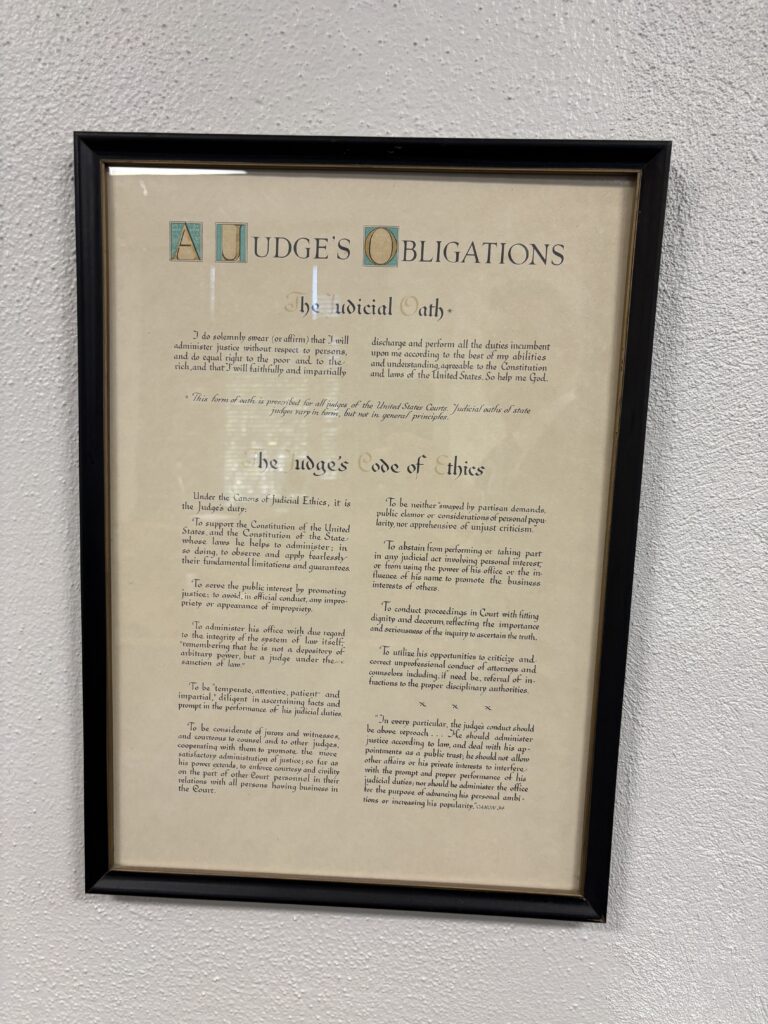 A JUDGE'S OBLIGATIONS
The Judicial Oath*
I do solemnly swear (or affirm) that I will
administer justice without respect to persons,
and do equal right to the poor and to the
rich, and that I will faithfully and impartially
discharge and perform all the duties incumbent
upon me according to the best of my abilities
and understanding, agreeable to the Constitution
and laws of the United States. So help me God.
* This form of oath is prescribed for all judges of the United States Courts. Judicial oaths of state
judges vary in form, but not in general principles.
The Judge's Code of Ethics
Under the Canons of Judicial Ethics, it is
the Judge's duty:
To support the Constitution of the United
States, and the Constitution of the State
whose laws he helps to administer; in
so doing, to observe and apply fearlessly
their fundamental limitations and guarantees.
To serve the public interest by promoting
justice; to avoid, in official conduct, any impro-
priety or appearance of impropriety.
To administer his office with due regard
to the integrity of the system of law itself;
"remembering that he is not a depository of
arbitrary power, but a judge under the
sanction of law."
To be "temperate, attentive, patient and
impartial," diligent in ascertaining facts and
prompt in the performance of his judicial duties.
To be considerate of jurors and witnesses,
and courteous to counsel and to other judges,
cooperating with them to promote the more
satisfactory administration of justice; so far as
his power extends, to enforce courtesy and civility
on the part of other Court personnel in their
relations with all persons having business in
the Court.
To be neither "swayed by partisan demands,
public clamor or considerations of personal popu
larity, nor apprehensive of unjust criticism."
To abstain from performing or taking part
in any judicial act involving personal interest,
or from using the power of his office or the in-
fluence of his name to promote the business
interests of others.
To conduct proceedings in Court with fitting
dignity and decorum, reflecting the importance
and seriousness of the inquiry to ascertain the truth.
To utilize his opportunities to criticize and
correct unprofessional conduct of attorneys and
counselors including, if need be, referral of in-
fractions to the proper disciplinary authorities.
x x x
"In every particular, the judge's conduct should
be above reproach . . . He should administer
justice according to law, and deal with his ap-
pointments as a public trust; he should not allow
other affairs or his private interests to interfere
with the prompt and proper performance of his
judicial duties; nor should he administer the office
for the purpose of advancing his personal ambi-
tions or increasing his popularity." CANON 34